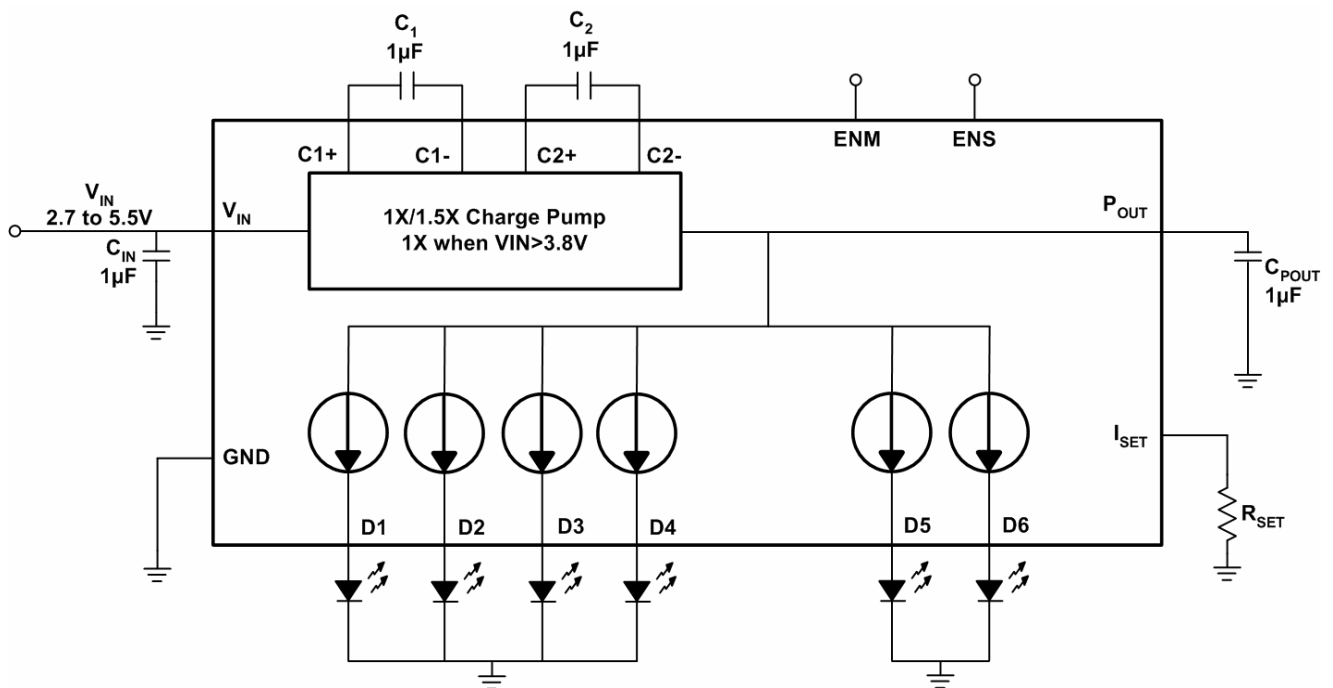 C1
1µF
C2
1µF
ENM
ENS
C1+
C1-
C2+
C2-
VIN
2.7 to 5.5V
VIN
1X/1.5X Charge Pump
1X when VIN>3.8V
POUT
CIN
1µF
CPOUT
1µF
GND
ISET
RSET
D1
D2
D3
D4
D5
D6